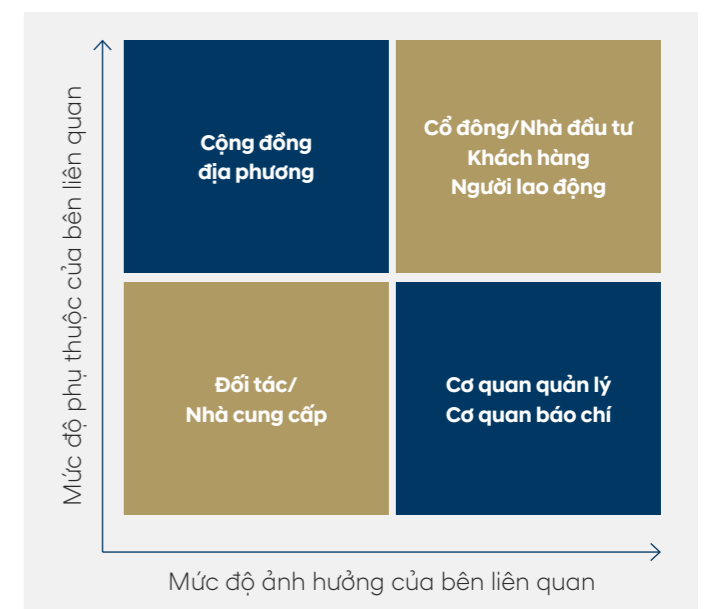 Mức độ phụ thuộc của bên liên quan
Cộng đồng
địa phương
Cổ đông/Nhà đầu tư
Khách hàng
Người lao động
Đối tác/
Nhà cung cấp
Cơ quan quản lý
Cơ quan báo chí
Mức độ ảnh hưởng của bên liên quan